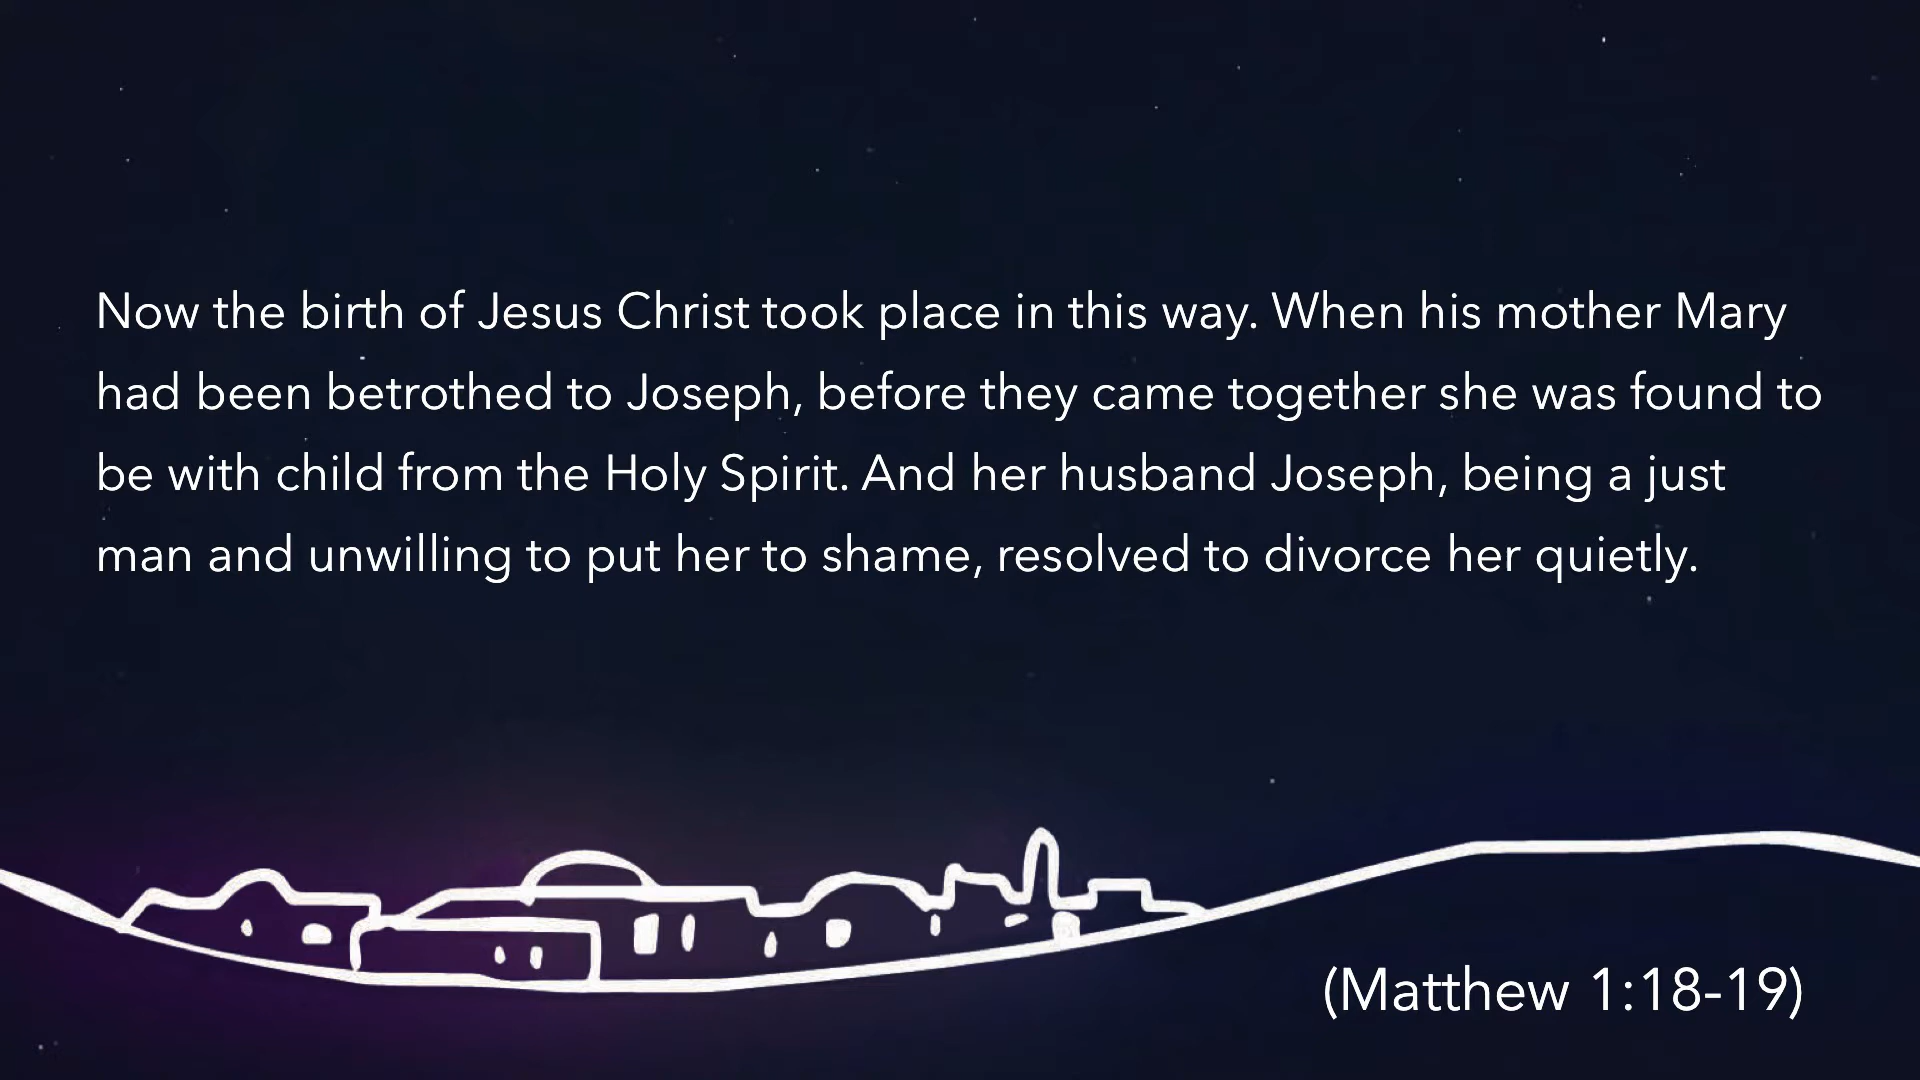 Now the birth of Jesus Christ took place in this way. When his mother Mary
had been betrothed to Joseph, before they came together she was found to
be with child from the Holy Spirit. And her husband Joseph, being a just
man and unwilling to put her to shame, resolved to divorce her quietly.
(Matthew 1:18-19)